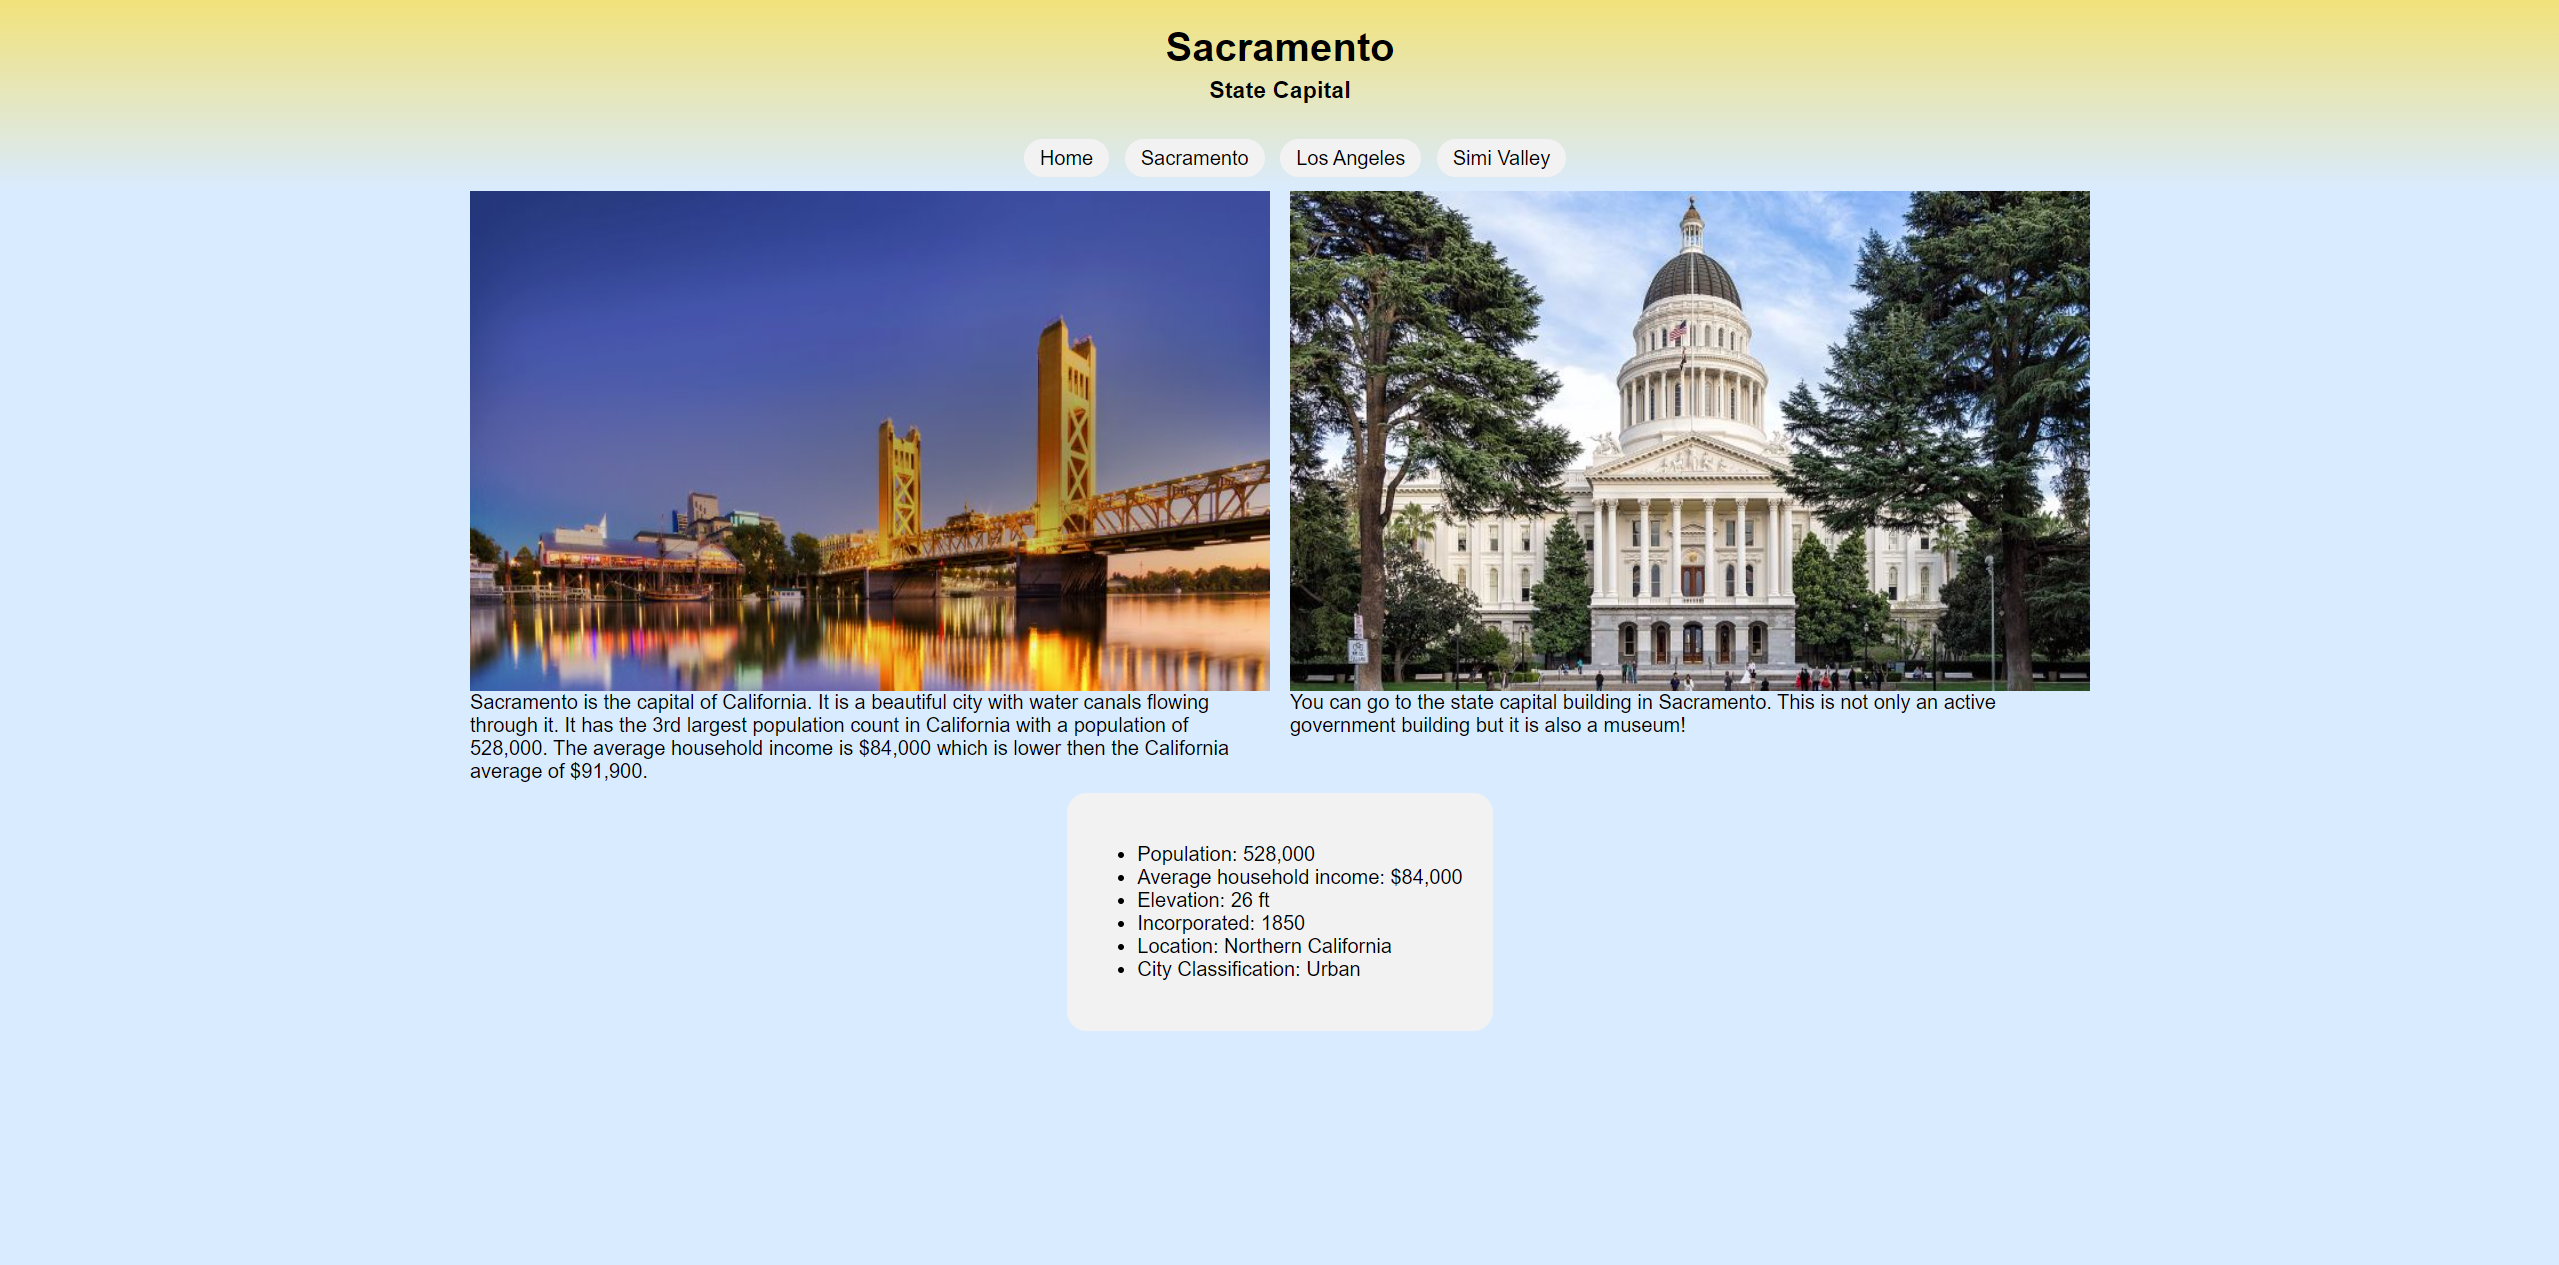 Sacramento
State Capital
Home Sacramento Los Angeles Simi Valley
Sacramento is the capital of California. It is a beautiful city with water canals flowing
through it. It has the 3rd largest population count in California with a population of
528,000. The average household income is $84,000 which is lower then the California
average of $91,900.
You can go to the state capital building in Sacramento. This is not only an active
government building but it is also a museum!
Population: 528,000
Average household income: $84,000
Elevation: 26 ft
Incorporated: 1850
Location: Northern California
City Classification: Urban